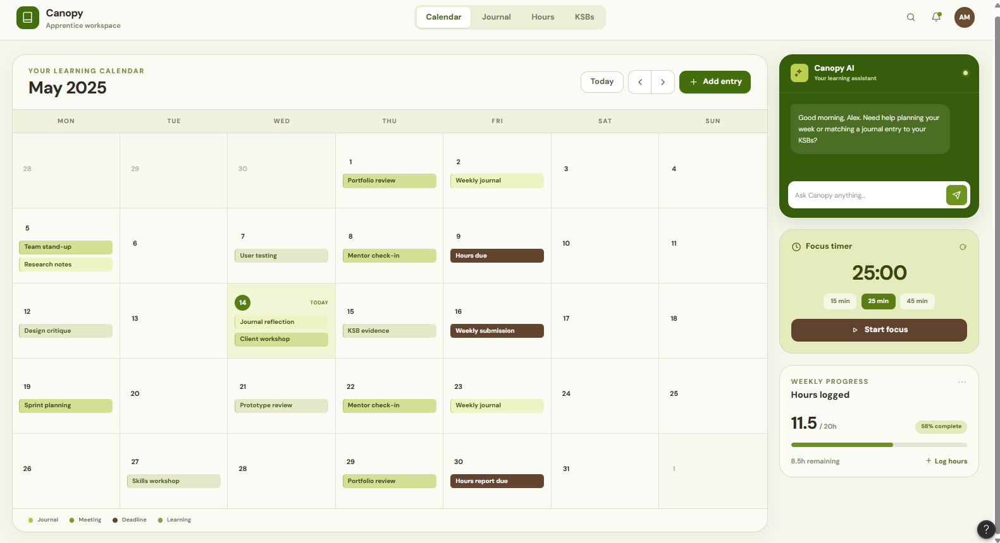 Canopy
Apprentice workspace
Calendar
Journal
Hours
KSBs
AM
YOUR LEARNING CALENDAR
May 2025
Today
Add entry
MON TUE WED THU FRI SAT SUN
28 29 30 1 2 3 4
Portfolio review
Weekly journal
5 6 7 8 9 10 11
Team stand-up
Research notes
User testing
Mentor check-in
Hours due
12 13 14 TODAY 15 16 17 18
Design critique
Journal reflection
Client workshop
KSB evidence
Weekly submission
19 20 21 22 23 24 25
Sprint planning
Prototype review
Mentor check-in
Weekly journal
26 27 28 29 30 31 1
Skills workshop
Portfolio review
Hours report due
Journal Meeting Deadline Learning
Canopy AI
Your learning assistant
Good morning, Alex. Need help planning your
week or matching a journal entry to your
KSBs?
Ask Canopy anything...
Focus timer
25:00
15 min 25 min 45 min
Start focus
WEEKLY PROGRESS
Hours logged
11.5 / 20h
58% complete
8.5h remaining
+ Log hours
?